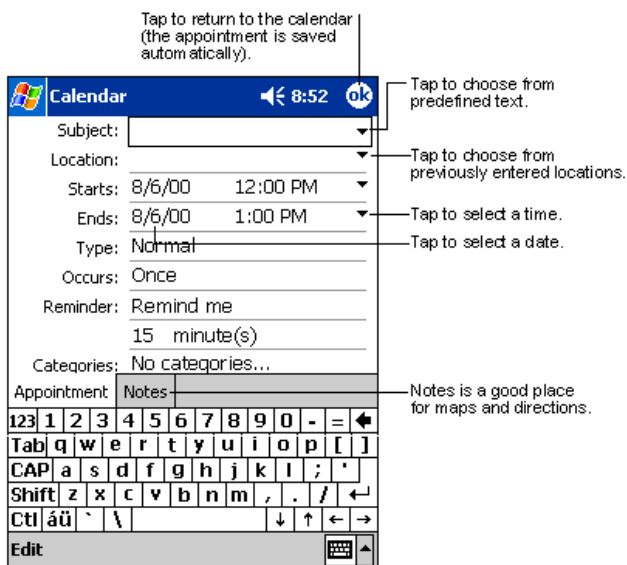 Tap to return to the calendar
(the appointment is saved
automatically).
Calendar 8:52 ok
Tap to choose from
predefined text.
Subject:
Location:
Tap to choose from
previously entered locations.
Starts: 8/6/00 12:00 PM
Ends: 8/6/00 1:00 PM
Tap to select a time.
Tap to select a date.
Type: Normal
Occurs: Once
Reminder: Remind me
15 minute(s)
Categories: No categories...
Appointment Notes
Notes is a good place
for maps and directions.
123 1 2 3 4 5 6 7 8 9 0 - =
Tab q w e r t y u i o p [ ]
CAP a s d f g h j k l ; '
Shift z x c v b n m , . /
Ctl áü ` \ ↓ ↑ ← →
Edit